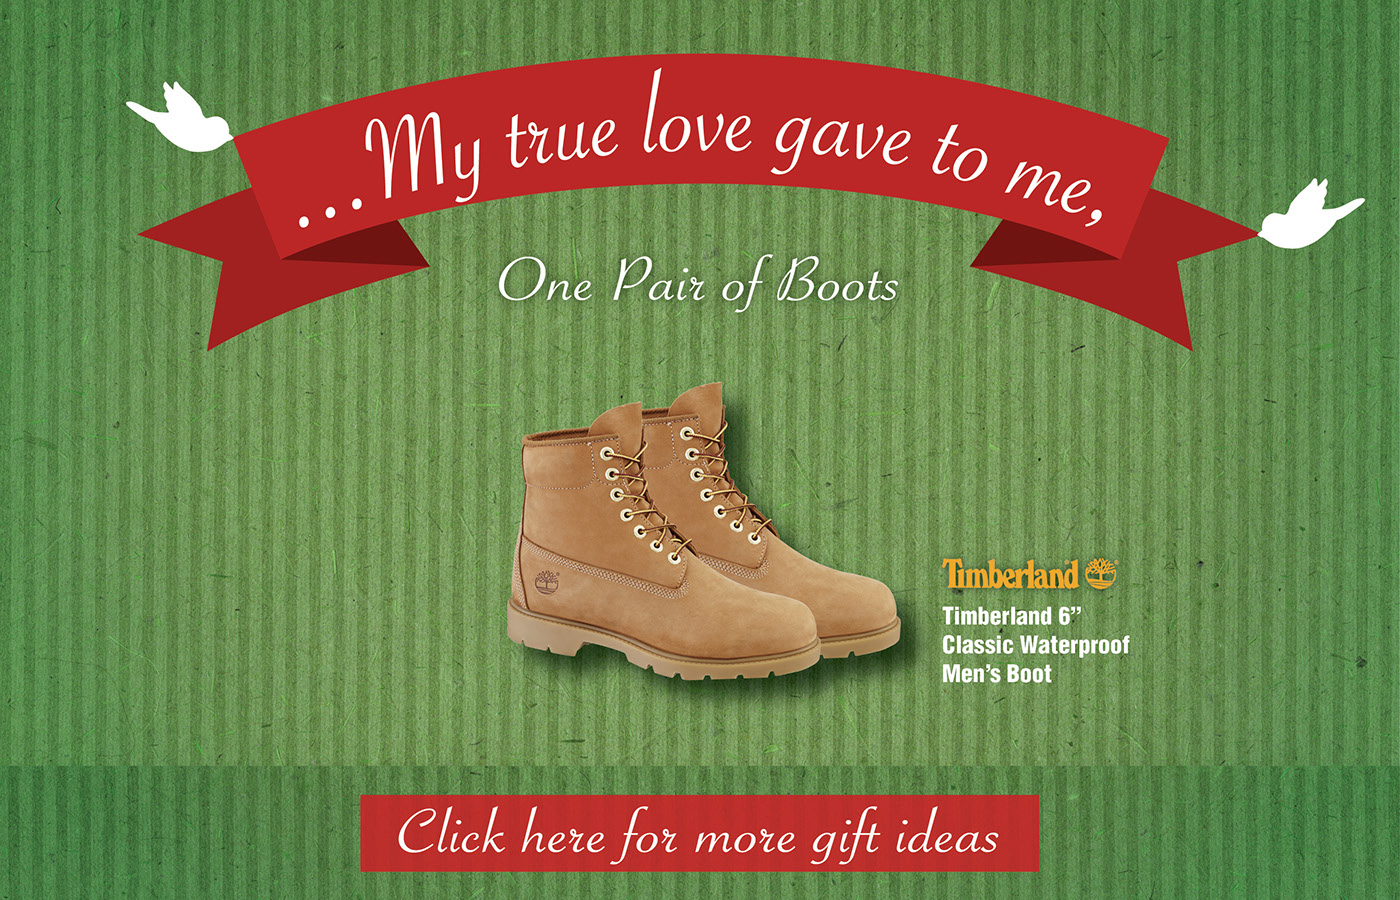 ...My true love gave to me,
One Pair of Boots
Timberland
Timberland 6”
Classic Waterproof
Men’s Boot
Click here for more gift ideas